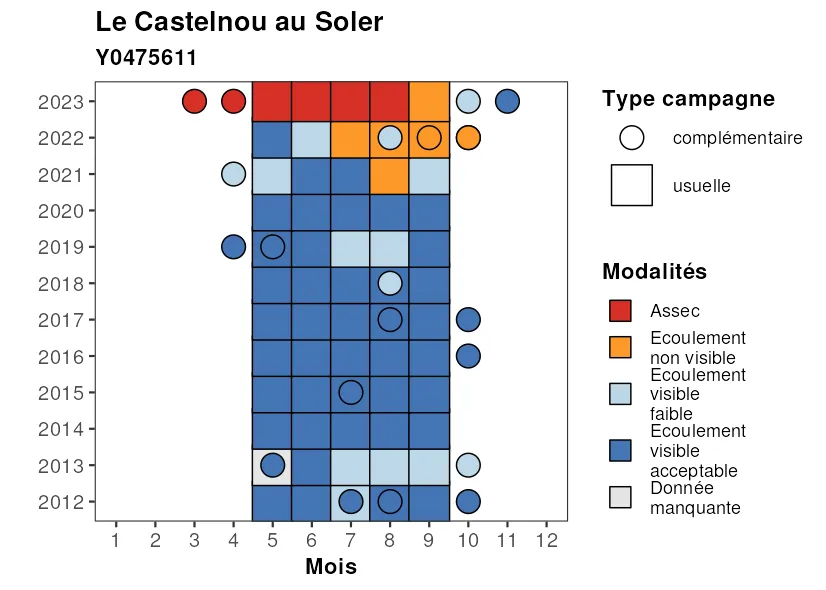 Le Castelnou au Soler
Y0475611
2023
2022
2021
2020
2019
2018
2017
2016
2015
2014
2013
2012
1 2 3 4 5 6 7 8 9 10 11 12
Mois
Type campagne
complémentaire
usuelle
Modalités
Assec
Ecoulement
non visible
Ecoulement
visible
faible
Ecoulement
visible
acceptable
Donnée
manquante